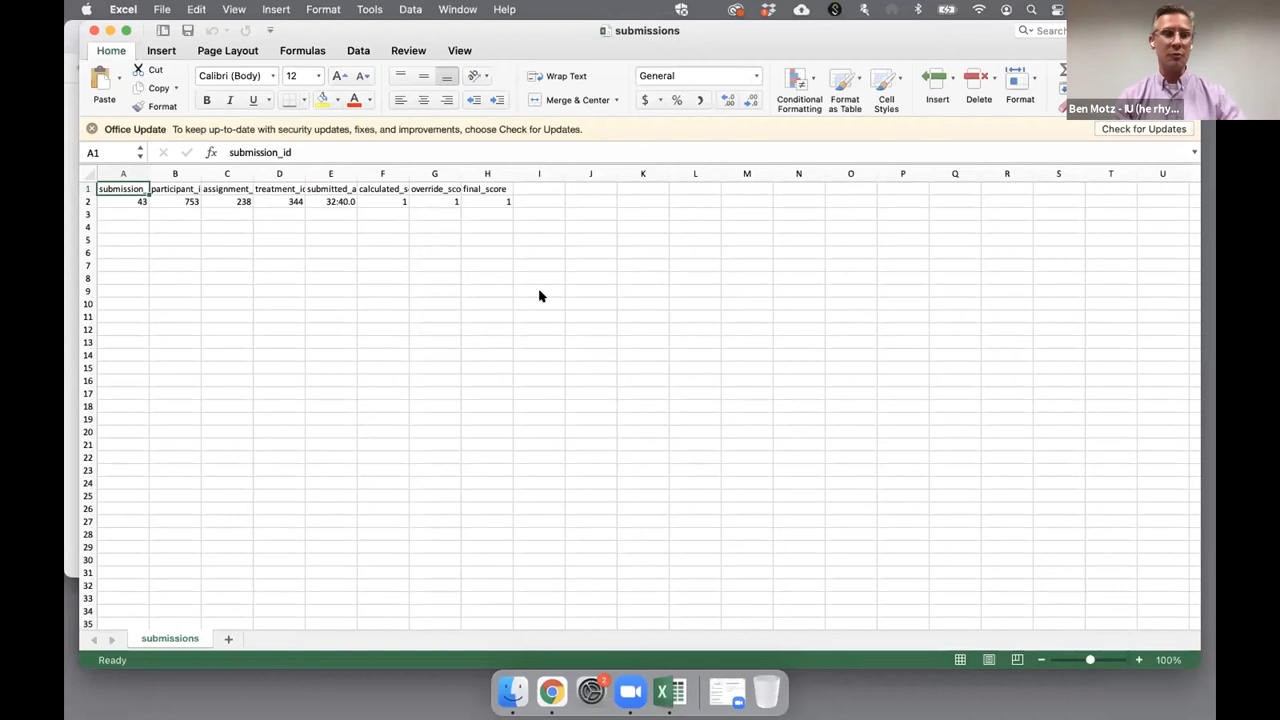 Excel File Edit View Insert Format Tools Data Window Help
submissions
Search
Home Insert Page Layout Formulas Data Review View
Paste
Cut
Copy
Format
Calibri (Body) 12
A A
B I U A
Wrap Text
Merge & Center
General
$ % )
Conditional Formatting
Format as Table
Cell Styles
Insert
Delete
Format
Ben Motz - IU (he rhy...
Office Update To keep up-to-date with security updates, fixes, and improvements, choose Check for Updates.
Check for Updates
A1 fx submission_id
A B C D E F G H I J K L M N O P Q R S T U
1 submission_ participant_i assignment_ treatment_ic submitted_a calculated_s override_sco final_score
2 43 753 238 344 32:40.0 1 1 1
3
4
5
6
7
8
9
10
11
12
13
14
15
16
17
18
19
20
21
22
23
24
25
26
27
28
29
30
31
32
33
34
35
submissions +
Ready
100%
2